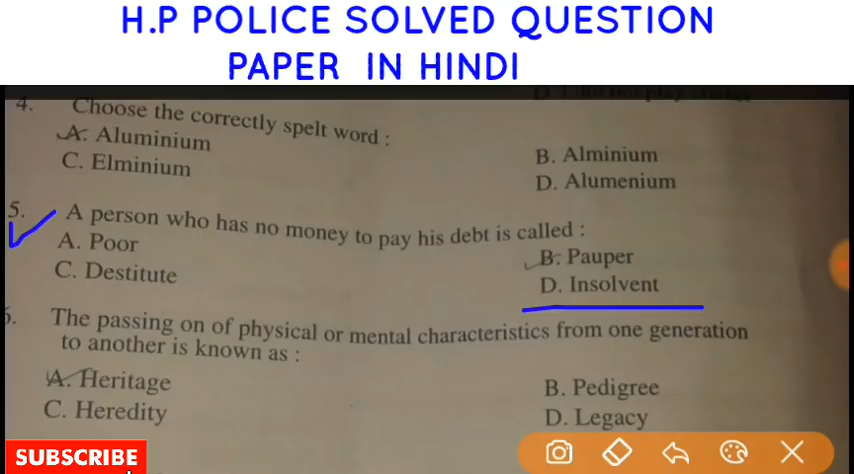 H.P POLICE SOLVED QUESTION
PAPER IN HINDI
4. Choose the correctly spelt word :
A. Aluminium
B. Alminium
C. Elminium
D. Alumenium
5. A person who has no money to pay his debt is called :
A. Poor
B. Pauper
C. Destitute
D. Insolvent
The passing on of physical or mental characteristics from one generation
to another is known as :
A. Heritage
B. Pedigree
C. Heredity
D. Legacy
SUBSCRIBE